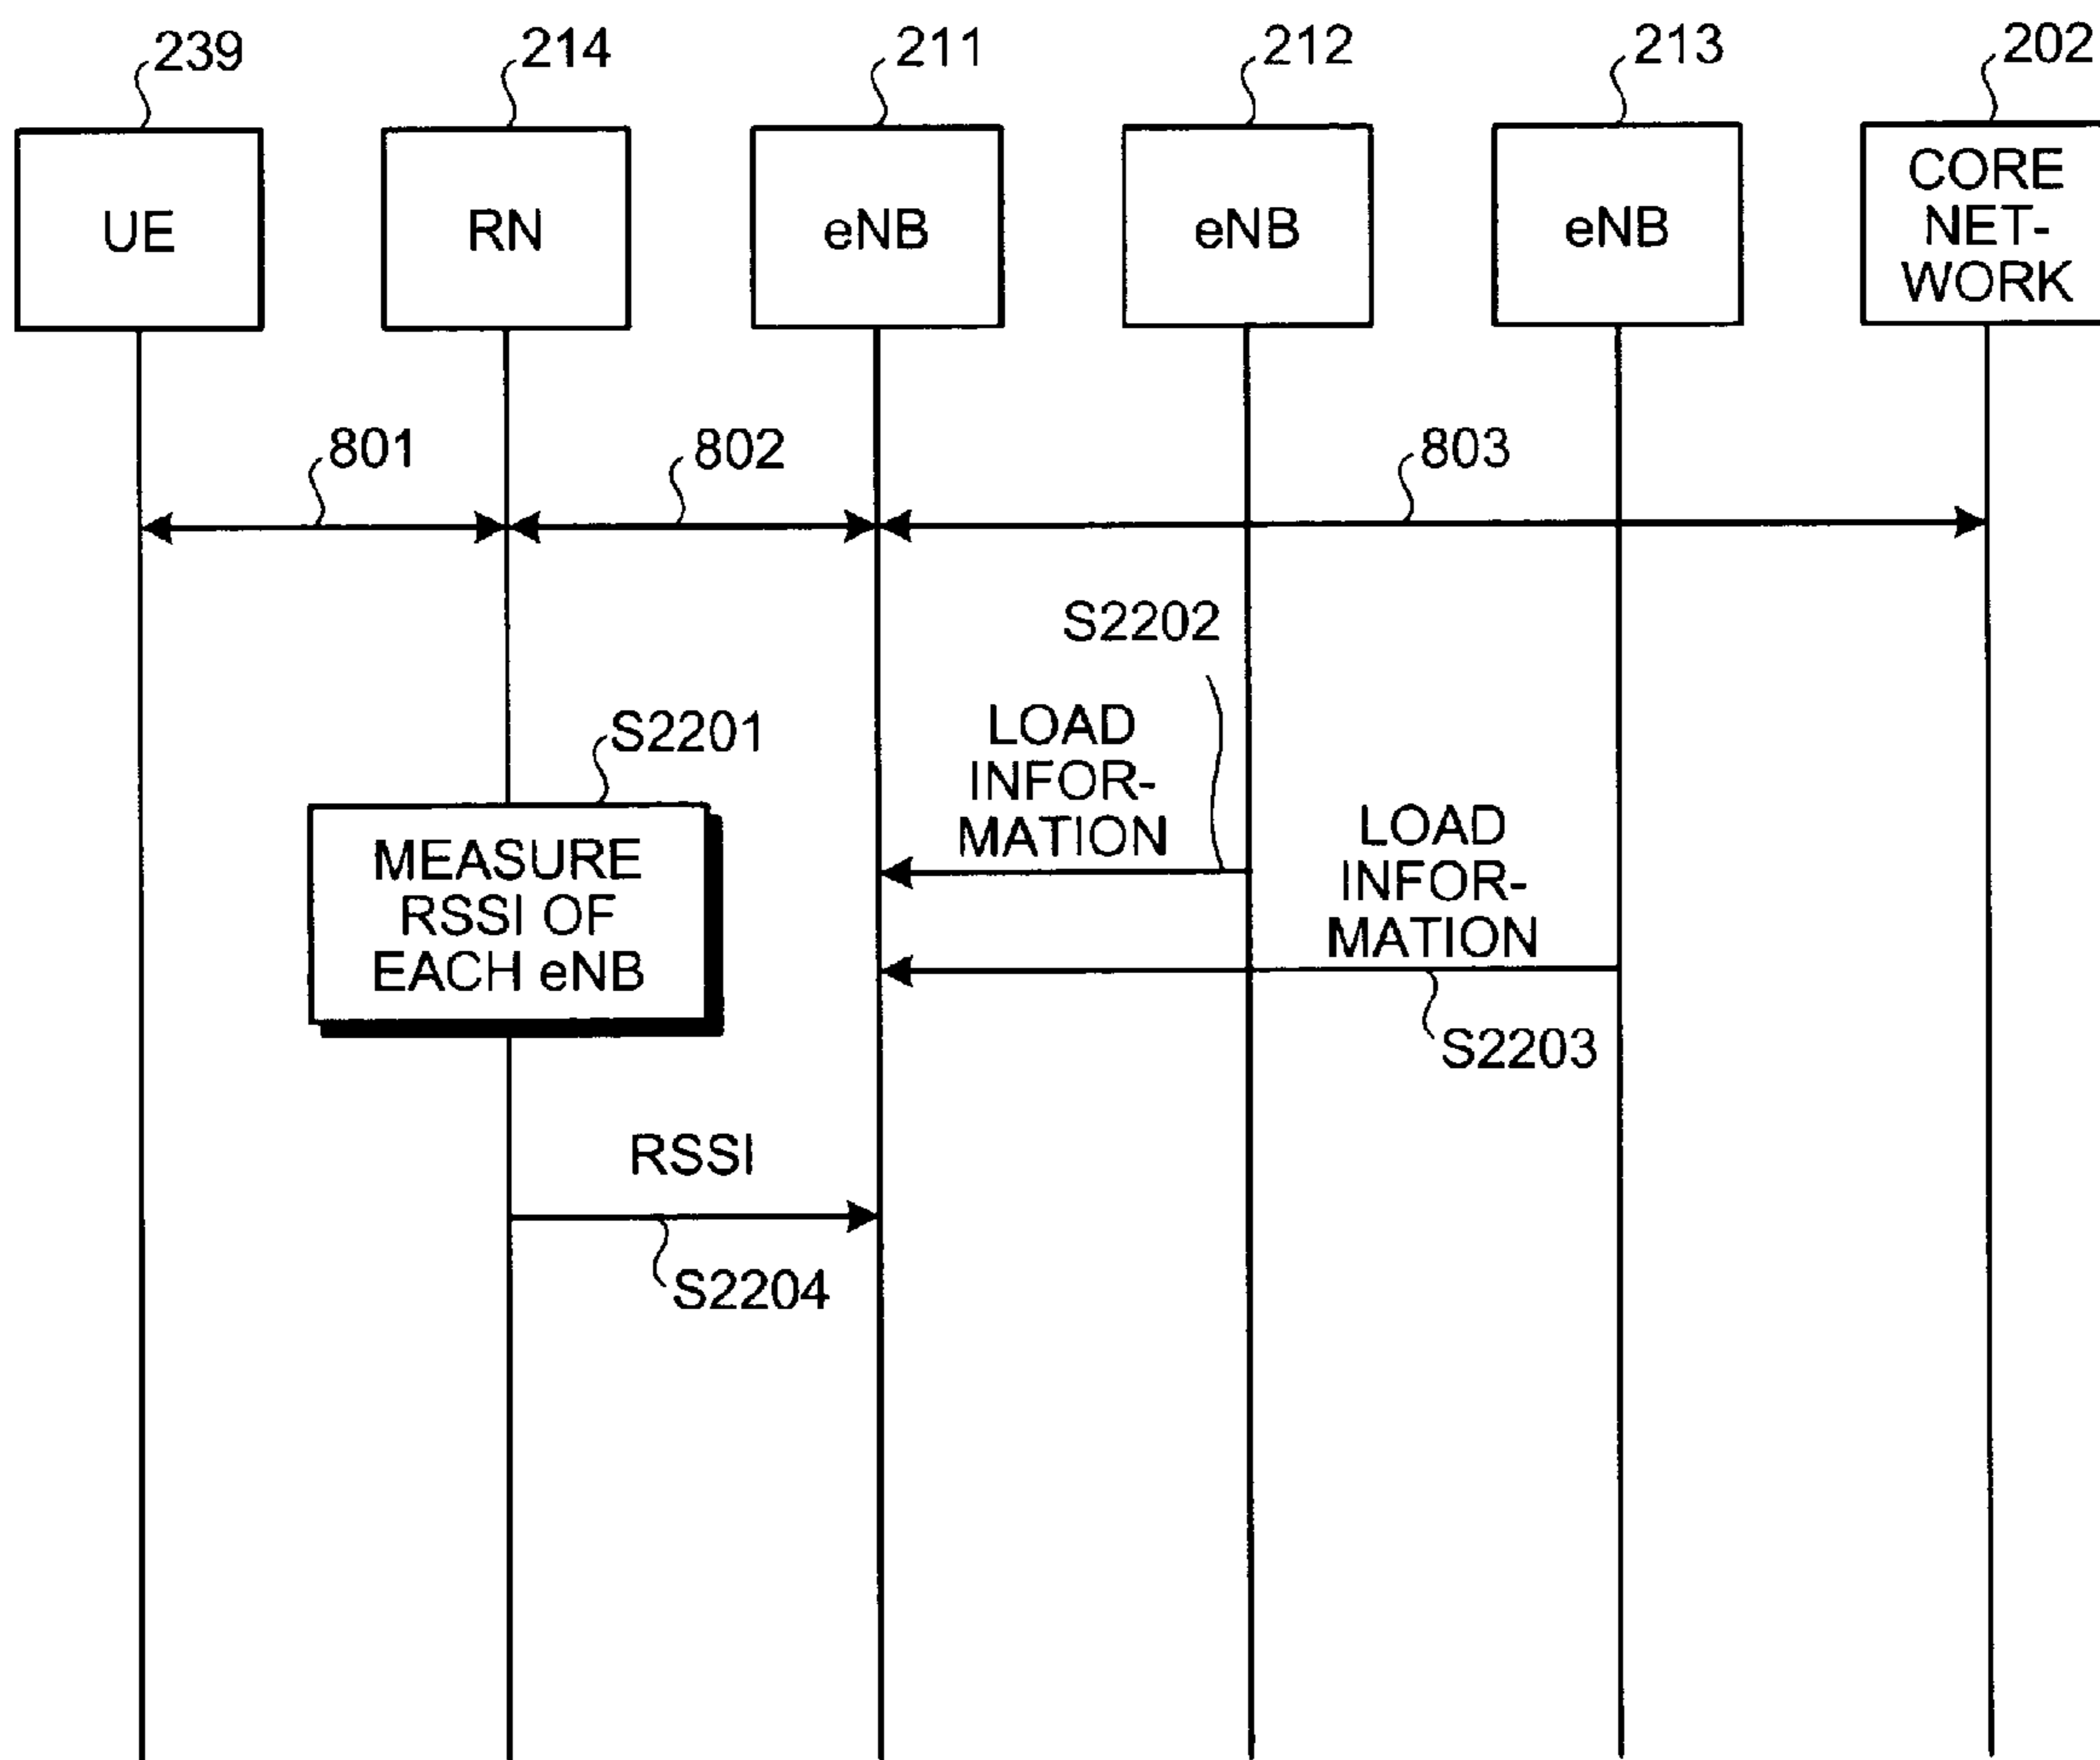 239
214
211
212
213
202
UE
RN
eNB
eNB
eNB
CORE
NET-
WORK
801
802
803
S2202
S2201
LOAD
INFOR-
MATION
LOAD
INFOR-
MATION
MEASURE
RSSI OF
EACH eNB
S2203
RSSI
S2204